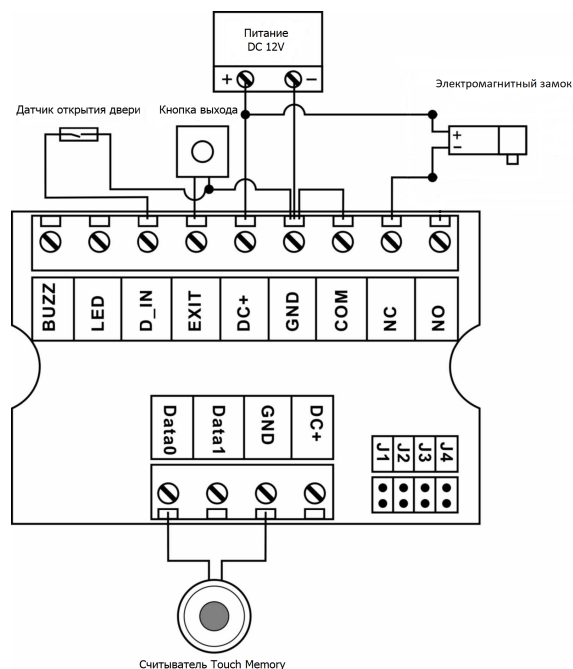 Питание
DC 12V
+ −
Электромагнитный замок
Датчик открытия двери
Кнопка выхода
+
−
BUZZ
LED
D_IN
EXIT
DC+
GND
COM
NC
NO
Data0
Data1
GND
DC+
J1
J2
J3
J4
Считыватель Touch Memory